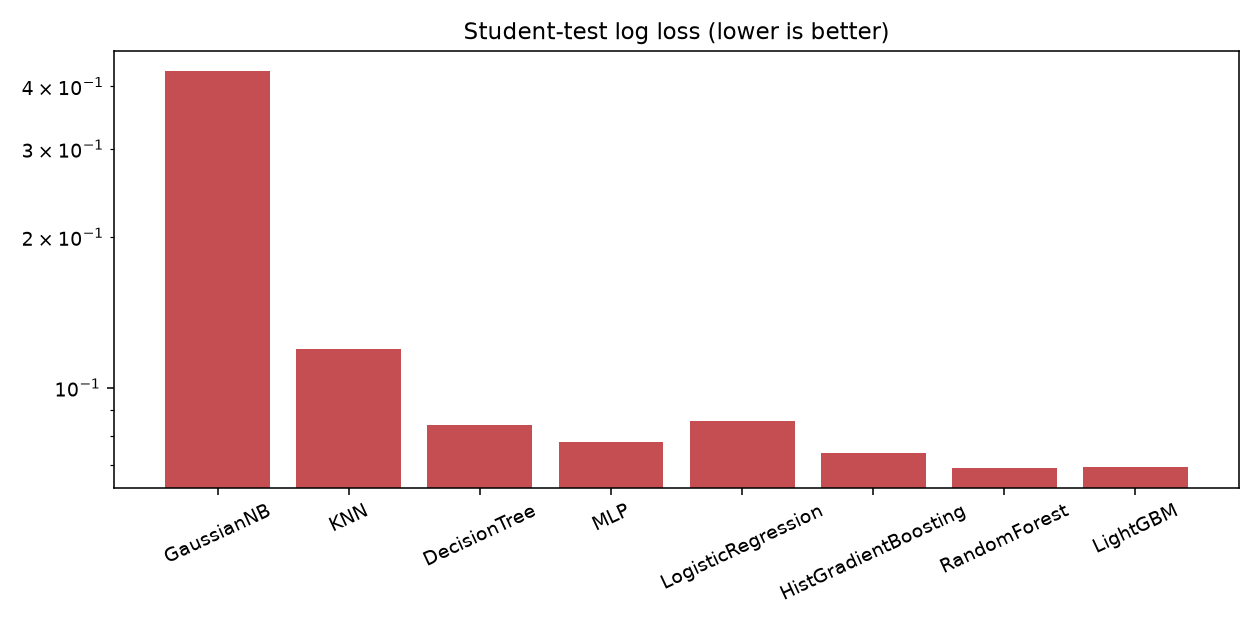 Student-test log loss (lower is better)
4 × 10⁻¹
3 × 10⁻¹
2 × 10⁻¹
10⁻¹
GaussianNB
KNN
DecisionTree
MLP
LogisticRegression
HistGradientBoosting
RandomForest
LightGBM